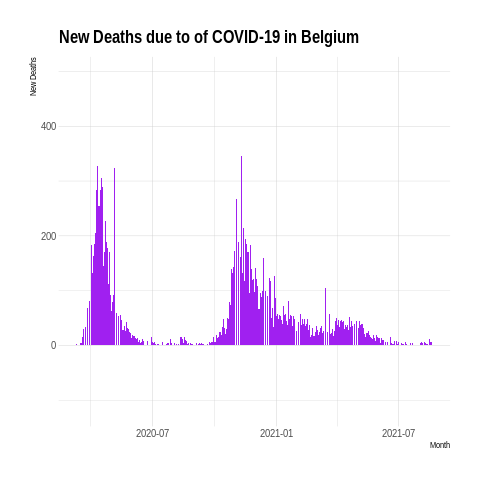 New Deaths due to of COVID-19 in Belgium
New Deaths
400
200
0
2020-07
2021-01
2021-07
Month